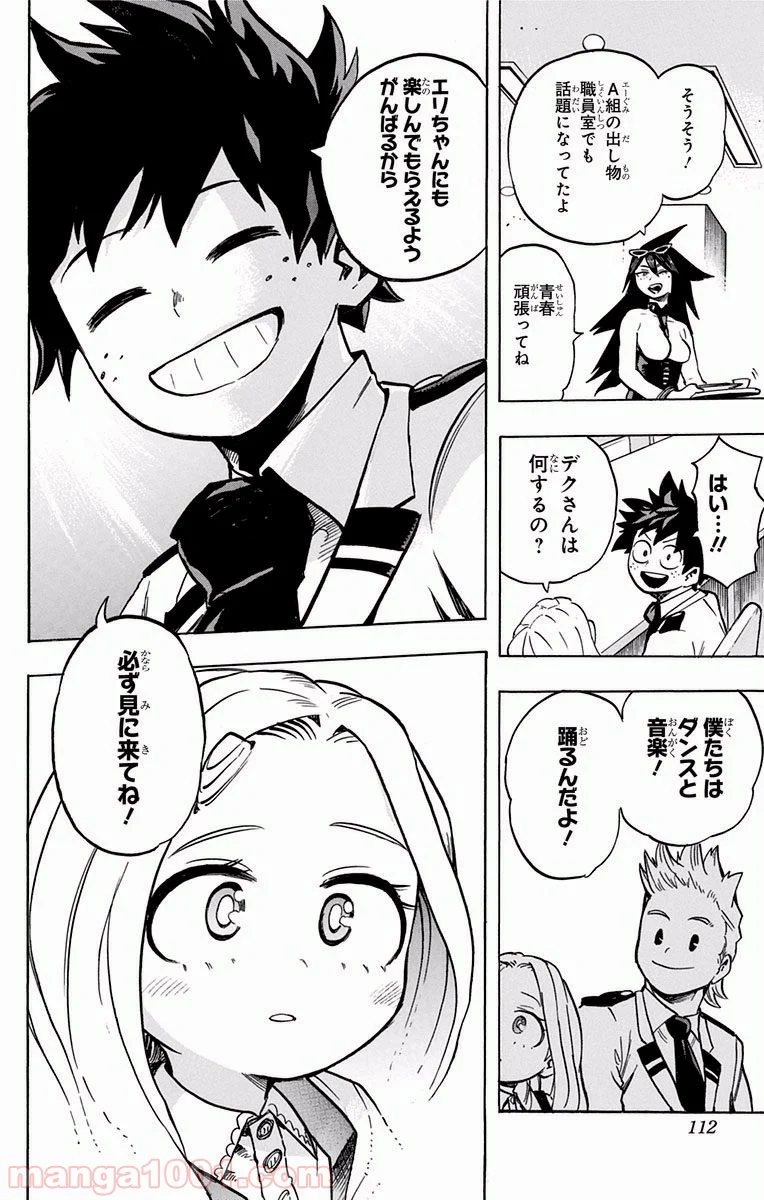 そうそう!
A組の出し物
職員室でも
話題になってたよ
青春
頑張ってね
はい…!!
デクさんは
何するの?
僕たちは
ダンスと
音楽!
踊るんだよ!
エリちゃんにも
楽しんでもらえるよう
がんばるから
必ず見に来てね!
112
manga1001.com